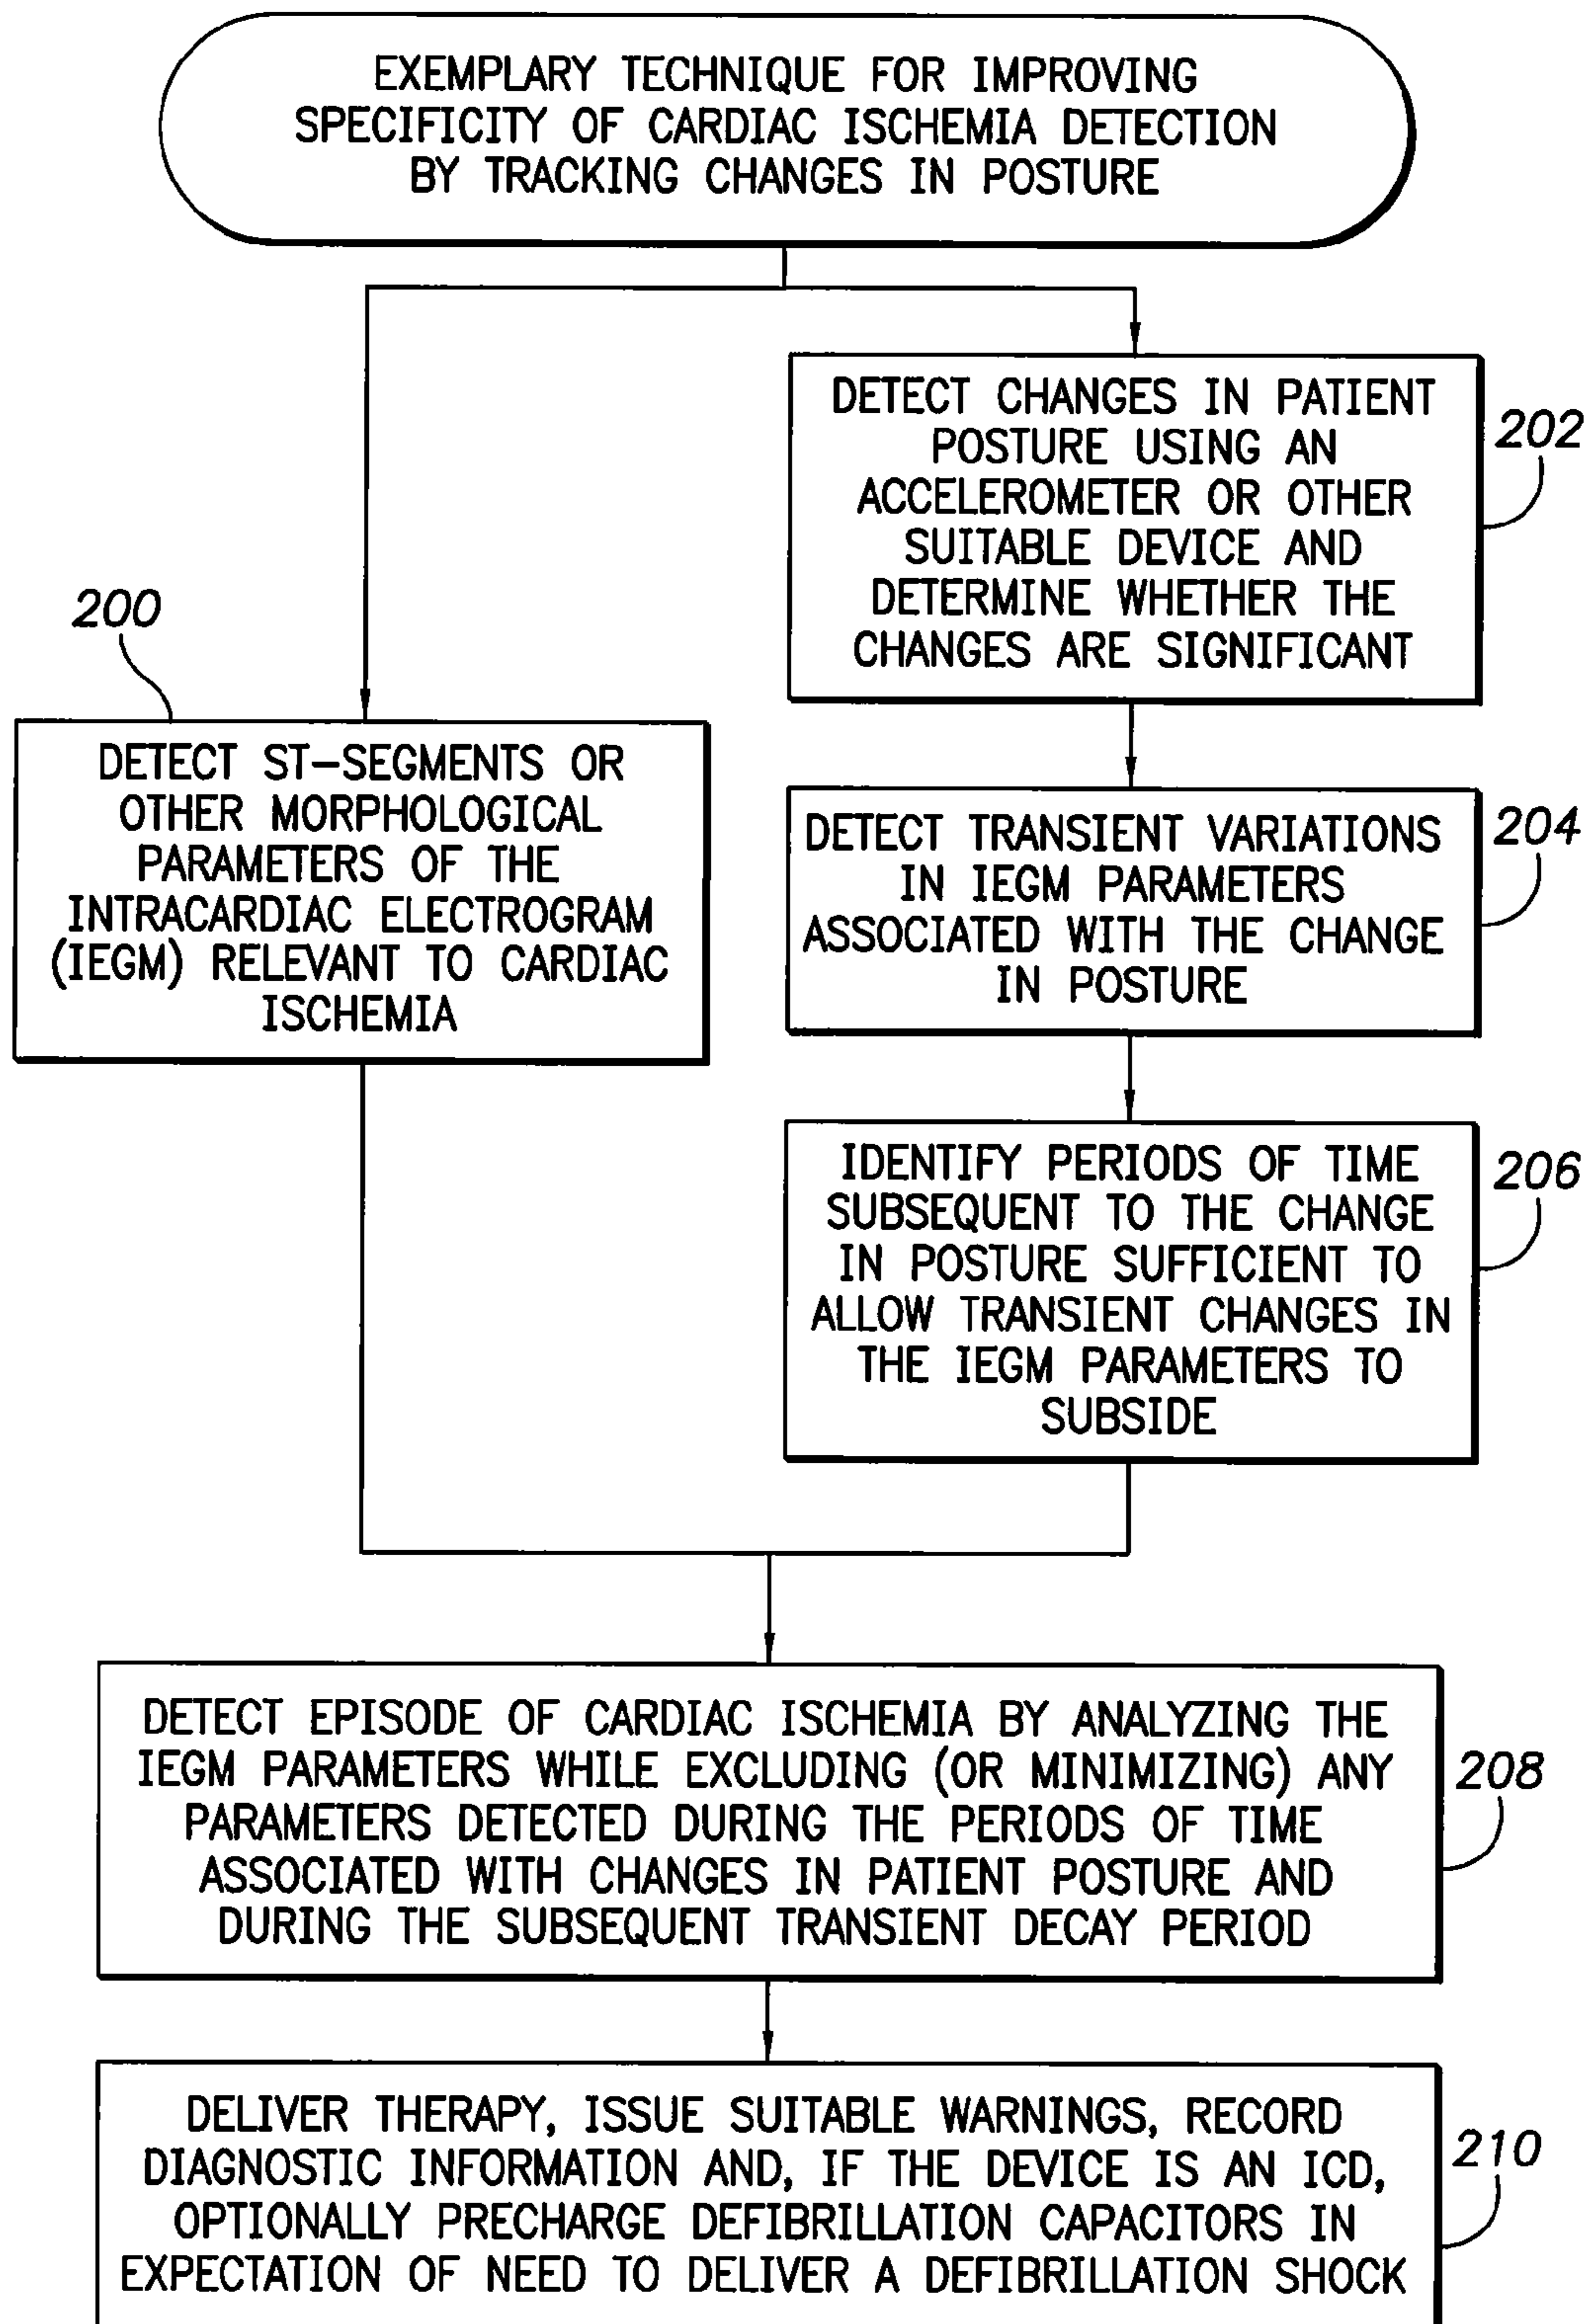 EXEMPLARY TECHNIQUE FOR IMPROVING
SPECIFICITY OF CARDIAC ISCHEMIA DETECTION
BY TRACKING CHANGES IN POSTURE
DETECT CHANGES IN PATIENT
POSTURE USING AN
ACCELEROMETER OR OTHER
SUITABLE DEVICE AND
DETERMINE WHETHER THE
CHANGES ARE SIGNIFICANT
202
200
DETECT ST-SEGMENTS OR
OTHER MORPHOLOGICAL
PARAMETERS OF THE
INTRACARDIAC ELECTROGRAM
(IEGM) RELEVANT TO CARDIAC
ISCHEMIA
DETECT TRANSIENT VARIATIONS
IN IEGM PARAMETERS
ASSOCIATED WITH THE CHANGE
IN POSTURE
204
IDENTIFY PERIODS OF TIME
SUBSEQUENT TO THE CHANGE
IN POSTURE SUFFICIENT TO
ALLOW TRANSIENT CHANGES IN
THE IEGM PARAMETERS TO
SUBSIDE
206
DETECT EPISODE OF CARDIAC ISCHEMIA BY ANALYZING THE
IEGM PARAMETERS WHILE EXCLUDING (OR MINIMIZING) ANY
PARAMETERS DETECTED DURING THE PERIODS OF TIME
ASSOCIATED WITH CHANGES IN PATIENT POSTURE AND
DURING THE SUBSEQUENT TRANSIENT DECAY PERIOD
208
DELIVER THERAPY, ISSUE SUITABLE WARNINGS, RECORD
DIAGNOSTIC INFORMATION AND, IF THE DEVICE IS AN ICD,
OPTIONALLY PRECHARGE DEFIBRILLATION CAPACITORS IN
EXPECTATION OF NEED TO DELIVER A DEFIBRILLATION SHOCK
210